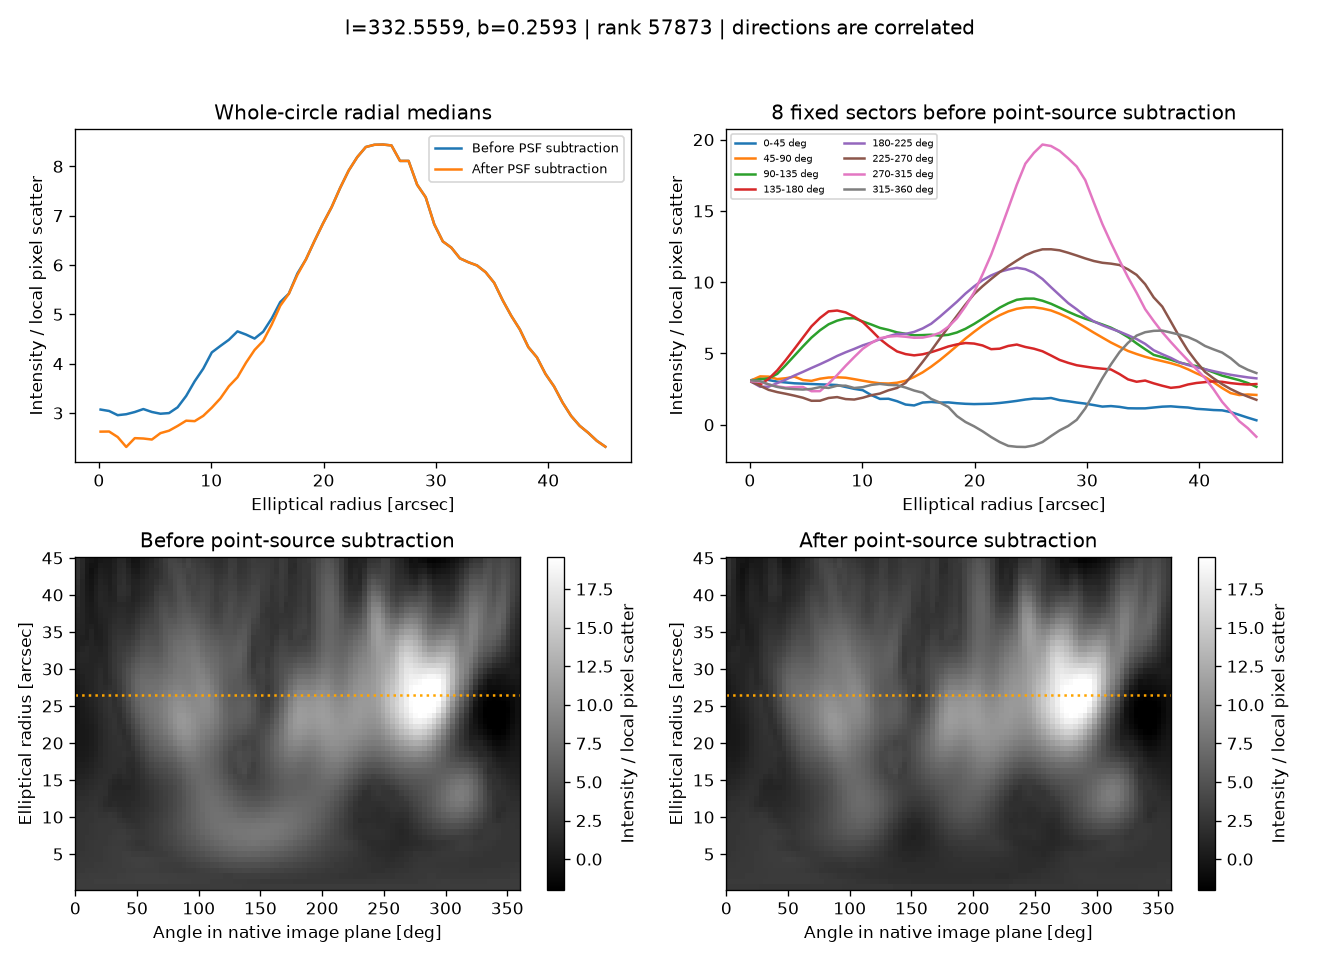 l=332.5559, b=0.2593 | rank 57873 | directions are correlated
Whole-circle radial medians
Intensity / local pixel scatter
8
7
6
5
4
3
Before PSF subtraction
After PSF subtraction
0 10 20 30 40
Elliptical radius [arcsec]
8 fixed sectors before point-source subtraction
Intensity / local pixel scatter
20
15
10
5
0
0-45 deg 180-225 deg
45-90 deg 225-270 deg
90-135 deg 270-315 deg
135-180 deg 315-360 deg
0 10 20 30 40
Elliptical radius [arcsec]
Before point-source subtraction
Elliptical radius [arcsec]
45
40
35
30
25
20
15
10
5
0 50 100 150 200 250 300 350
Angle in native image plane [deg]
17.5
15.0
12.5
10.0
7.5
5.0
2.5
0.0
Intensity / local pixel scatter
After point-source subtraction
Elliptical radius [arcsec]
45
40
35
30
25
20
15
10
5
0 50 100 150 200 250 300 350
Angle in native image plane [deg]
17.5
15.0
12.5
10.0
7.5
5.0
2.5
0.0
Intensity / local pixel scatter